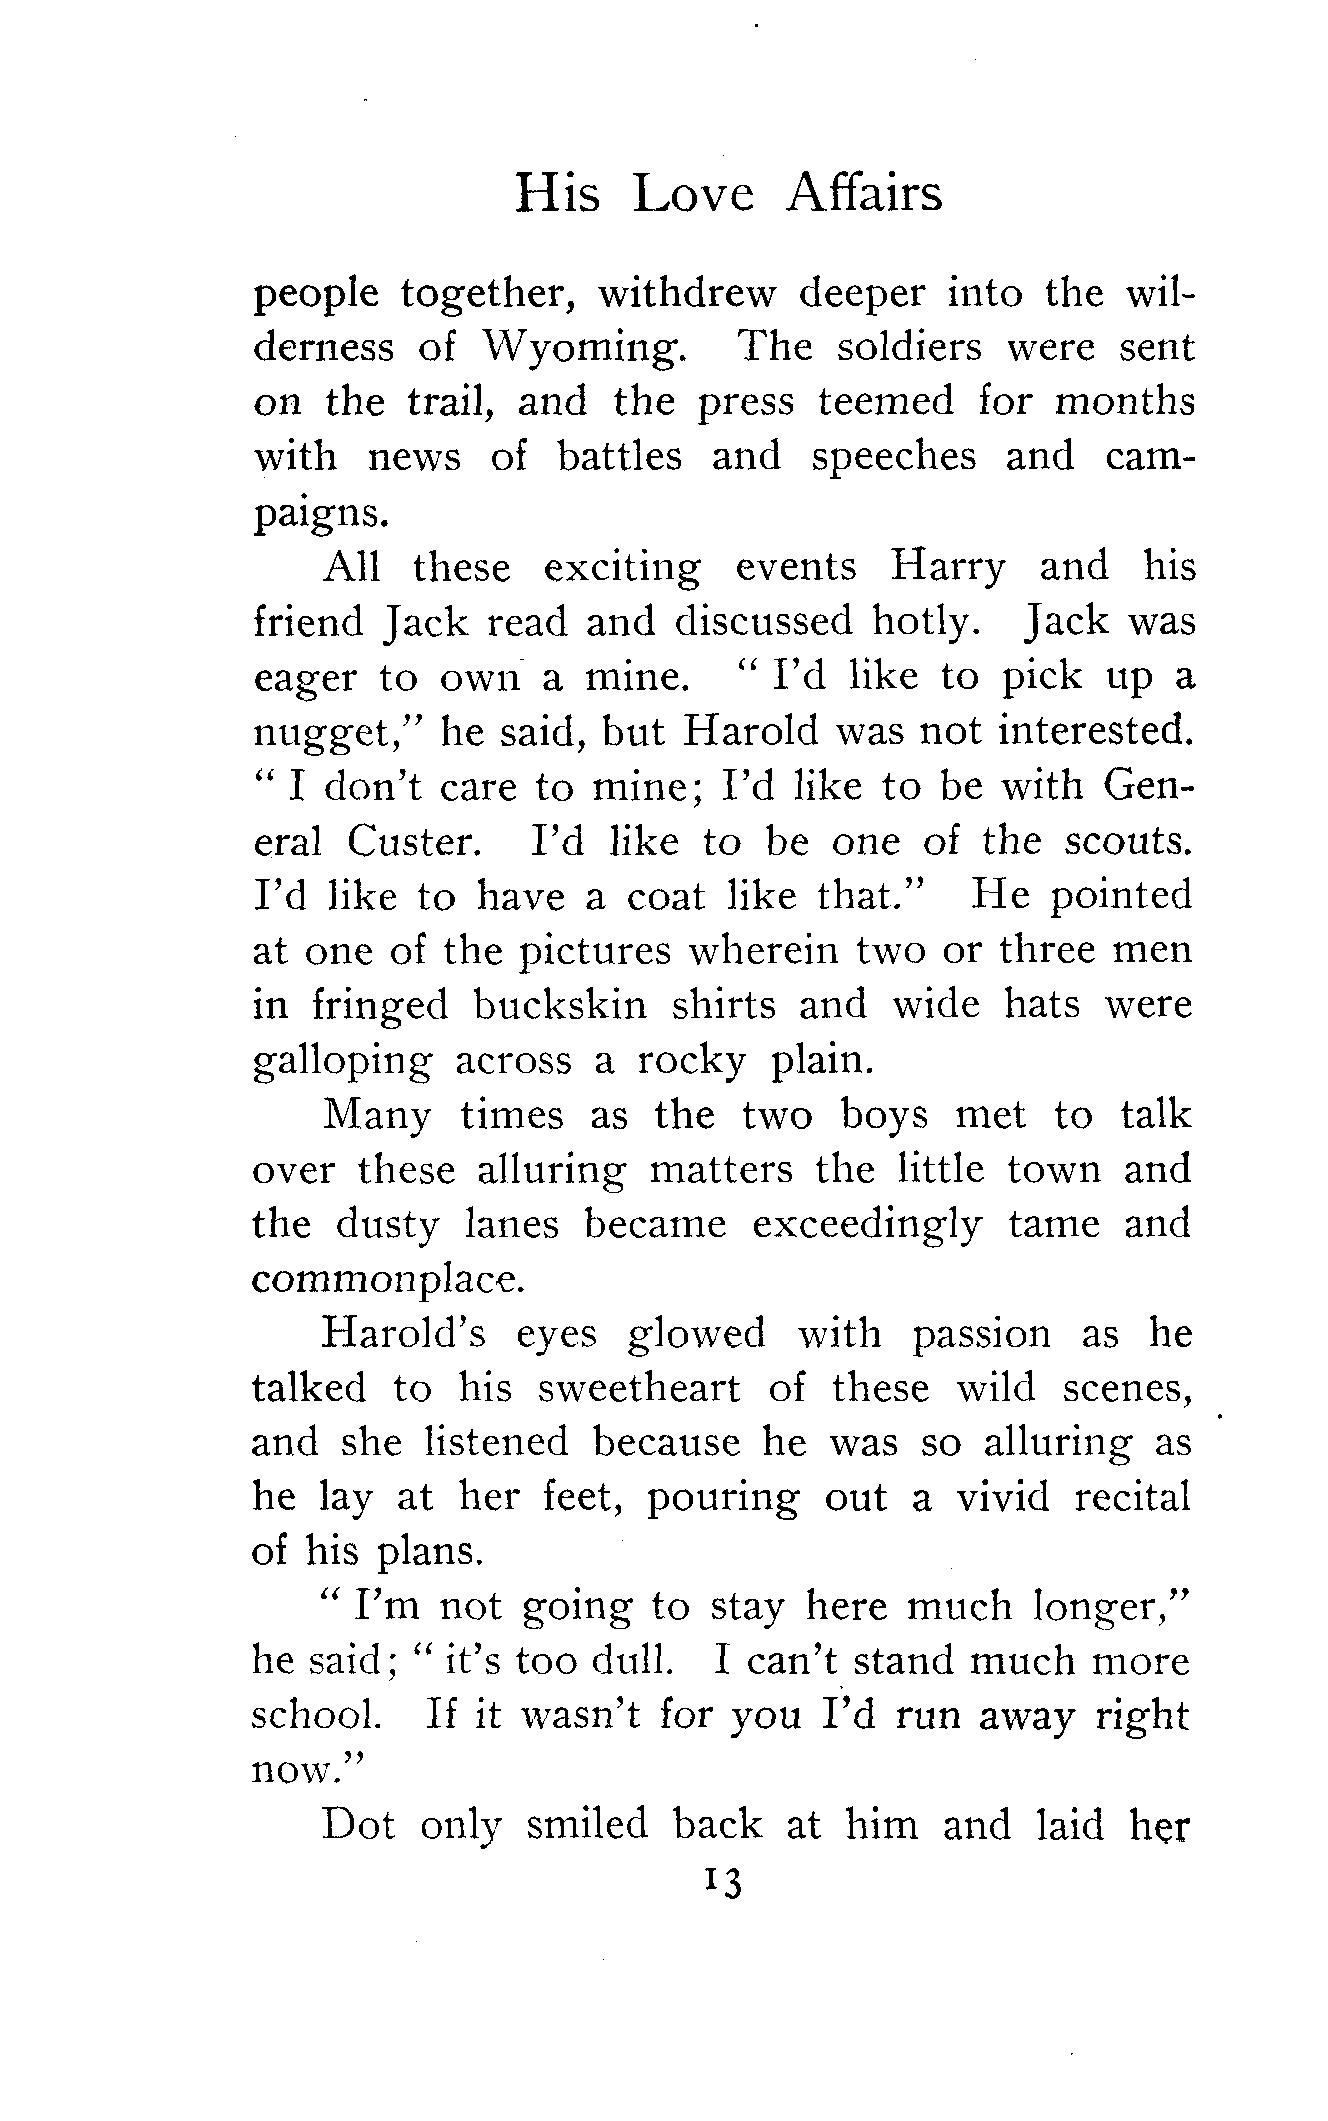 His Love Affairs
people together, withdrew deeper into the wil-
derness of Wyoming. The soldiers were sent
on the trail, and the press teemed for months
with news of battles and speeches and cam-
paigns.
All these exciting events Harry and his
friend Jack read and discussed hotly. Jack was
eager to own a mine. " I'd like to pick up a
nugget," he said, but Harold was not interested.
" I don't care to mine; I'd like to be with Gen-
eral Custer. I'd like to be one of the scouts.
I'd like to have a coat like that." He pointed
at one of the pictures wherein two or three men
in fringed buckskin shirts and wide hats were
galloping across a rocky plain.
Many times as the two boys met to talk
over these alluring matters the little town and
the dusty lanes became exceedingly tame and
commonplace.
Harold's eyes glowed with passion as he
talked to his sweetheart of these wild scenes,
and she listened because he was so alluring as
he lay at her feet, pouring out a vivid recital
of his plans.
" I'm not going to stay here much longer,"
he said; " it's too dull. I can't stand much more
school. If it wasn't for you I'd run away right
now."
Dot only smiled back at him and laid her
13